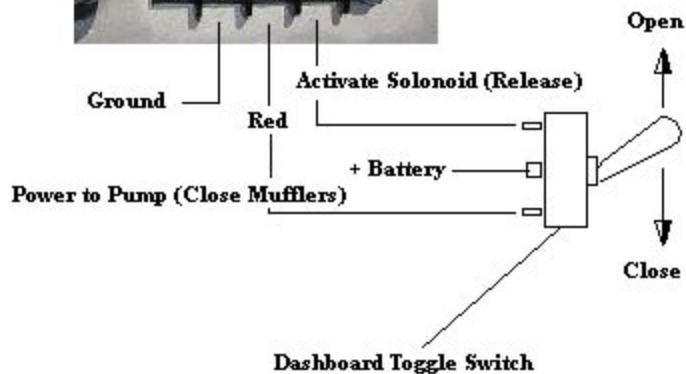 Open
Activate Solonoid (Release)
Ground
Red
+ Battery
Power to Pump (Close Mufflers)
Close
Dashboard Toggle Switch